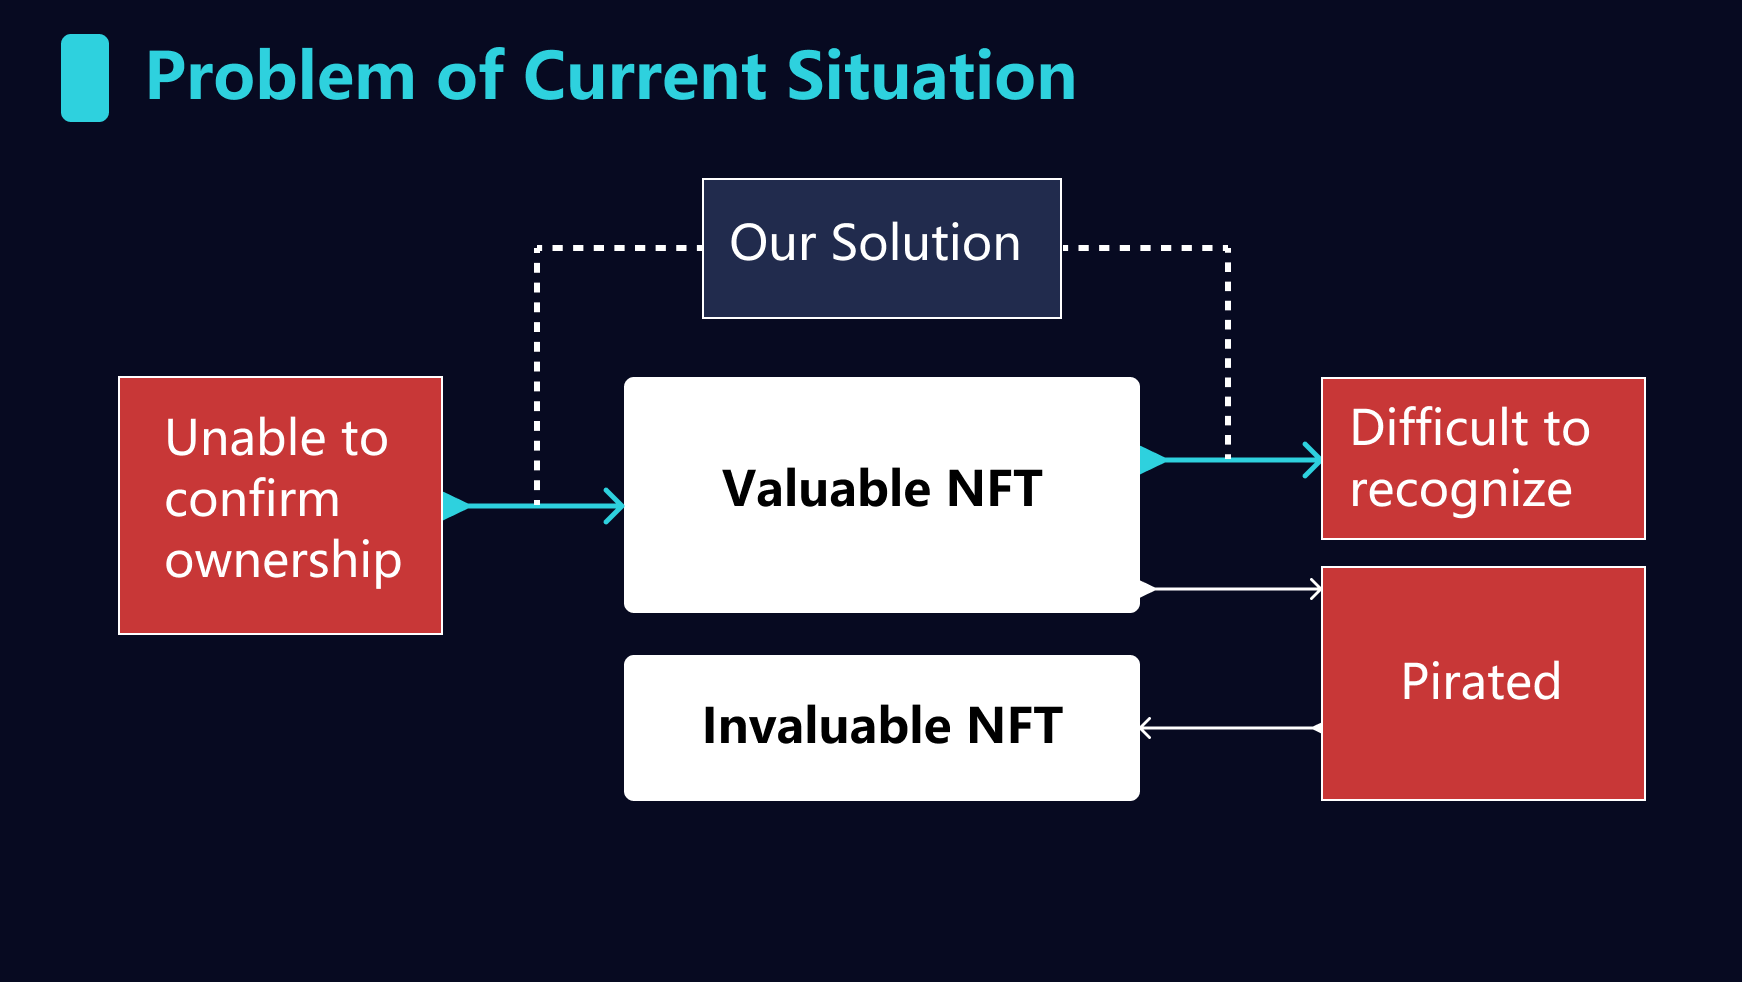 Problem of Current Situation
Our Solution
Unable to
confirm
ownership
Valuable NFT
Difficult to
recognize
Pirated
Invaluable NFT